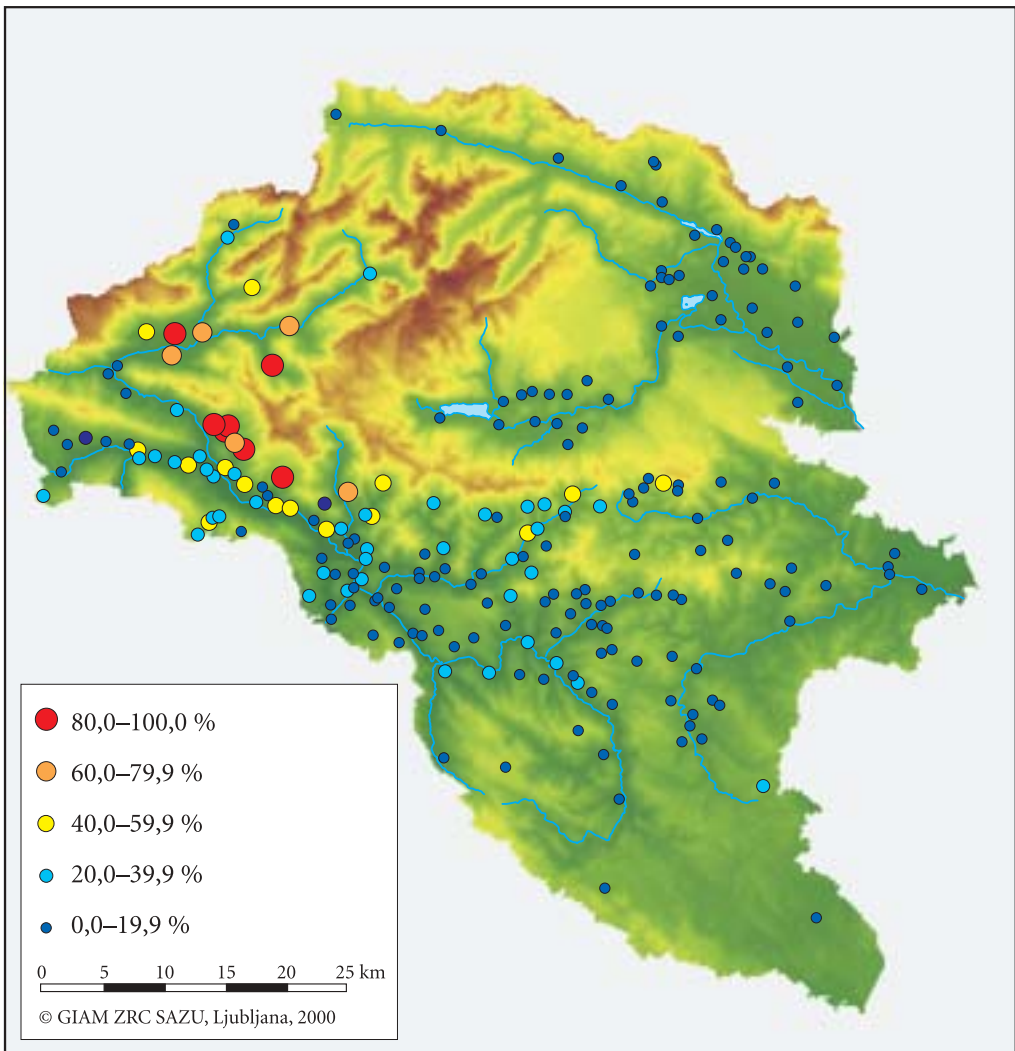 80,0–100,0 %
60,0–79,9 %
40,0–59,9 %
20,0–39,9 %
0,0–19,9 %
0 5 10 15 20 25 km
© GIAM ZRC SAZU, Ljubljana, 2000